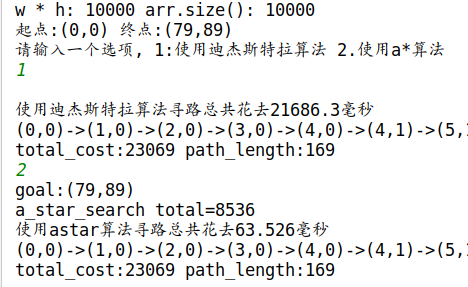 w * h: 10000 arr.size(): 10000
起点:(0,0) 终点:(79,89)
请输入一个选项, 1:使用迪杰斯特拉算法 2.使用a*算法
1
使用迪杰斯特拉算法寻路总共花去21686.3毫秒
(0,0)->(1,0)->(2,0)->(3,0)->(4,0)->(4,1)->(5,
total_cost:23069 path_length:169
2
goal:(79,89)
a_star_search total=8536
使用astar算法寻路总共花去63.526毫秒
(0,0)->(1,0)->(2,0)->(3,0)->(4,0)->(4,1)->(5,
total_cost:23069 path_length:169